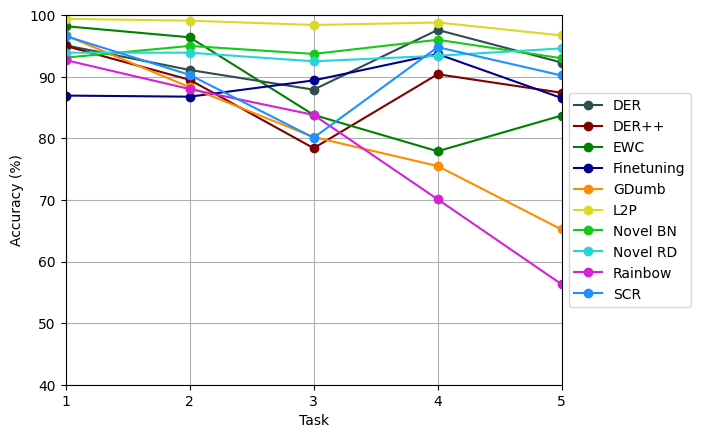 100
90
80
70
60
50
40
Accuracy (%)
1 2 3 4 5
Task
DER
DER++
EWC
Finetuning
GDumb
L2P
Novel BN
Novel RD
Rainbow
SCR